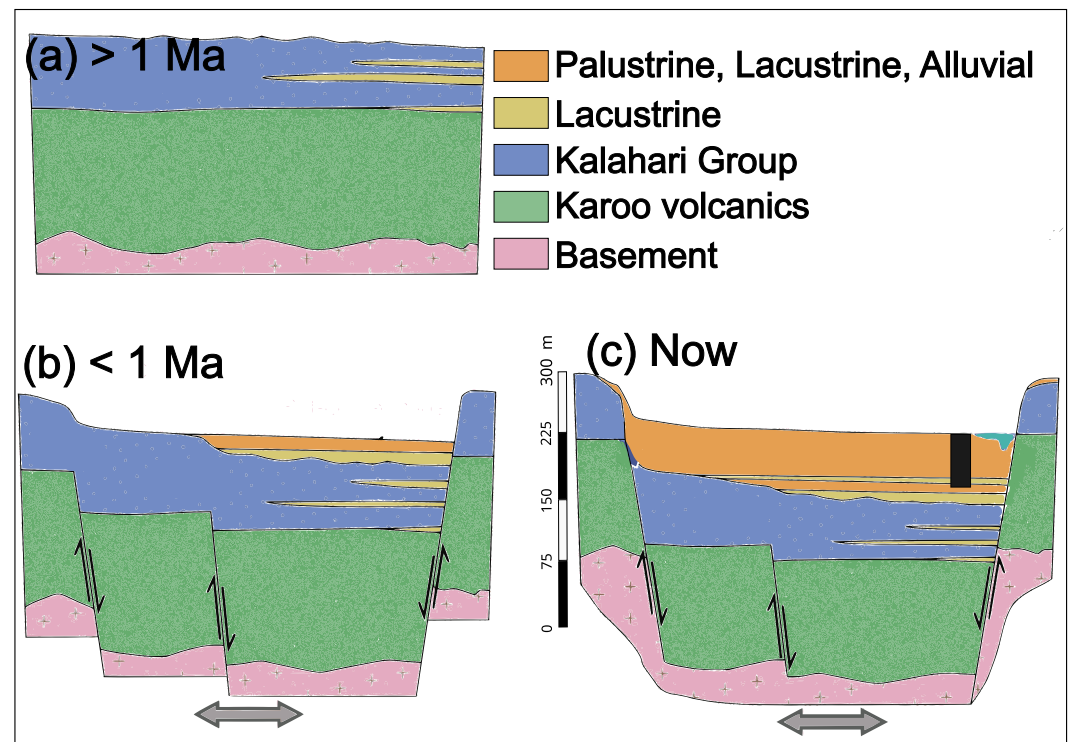 (a) > 1 Ma
Palustrine, Lacustrine, Alluvial
Lacustrine
Kalahari Group
Karoo volcanics
Basement
(b) < 1 Ma
(c) Now
300 m
225
150
75
0